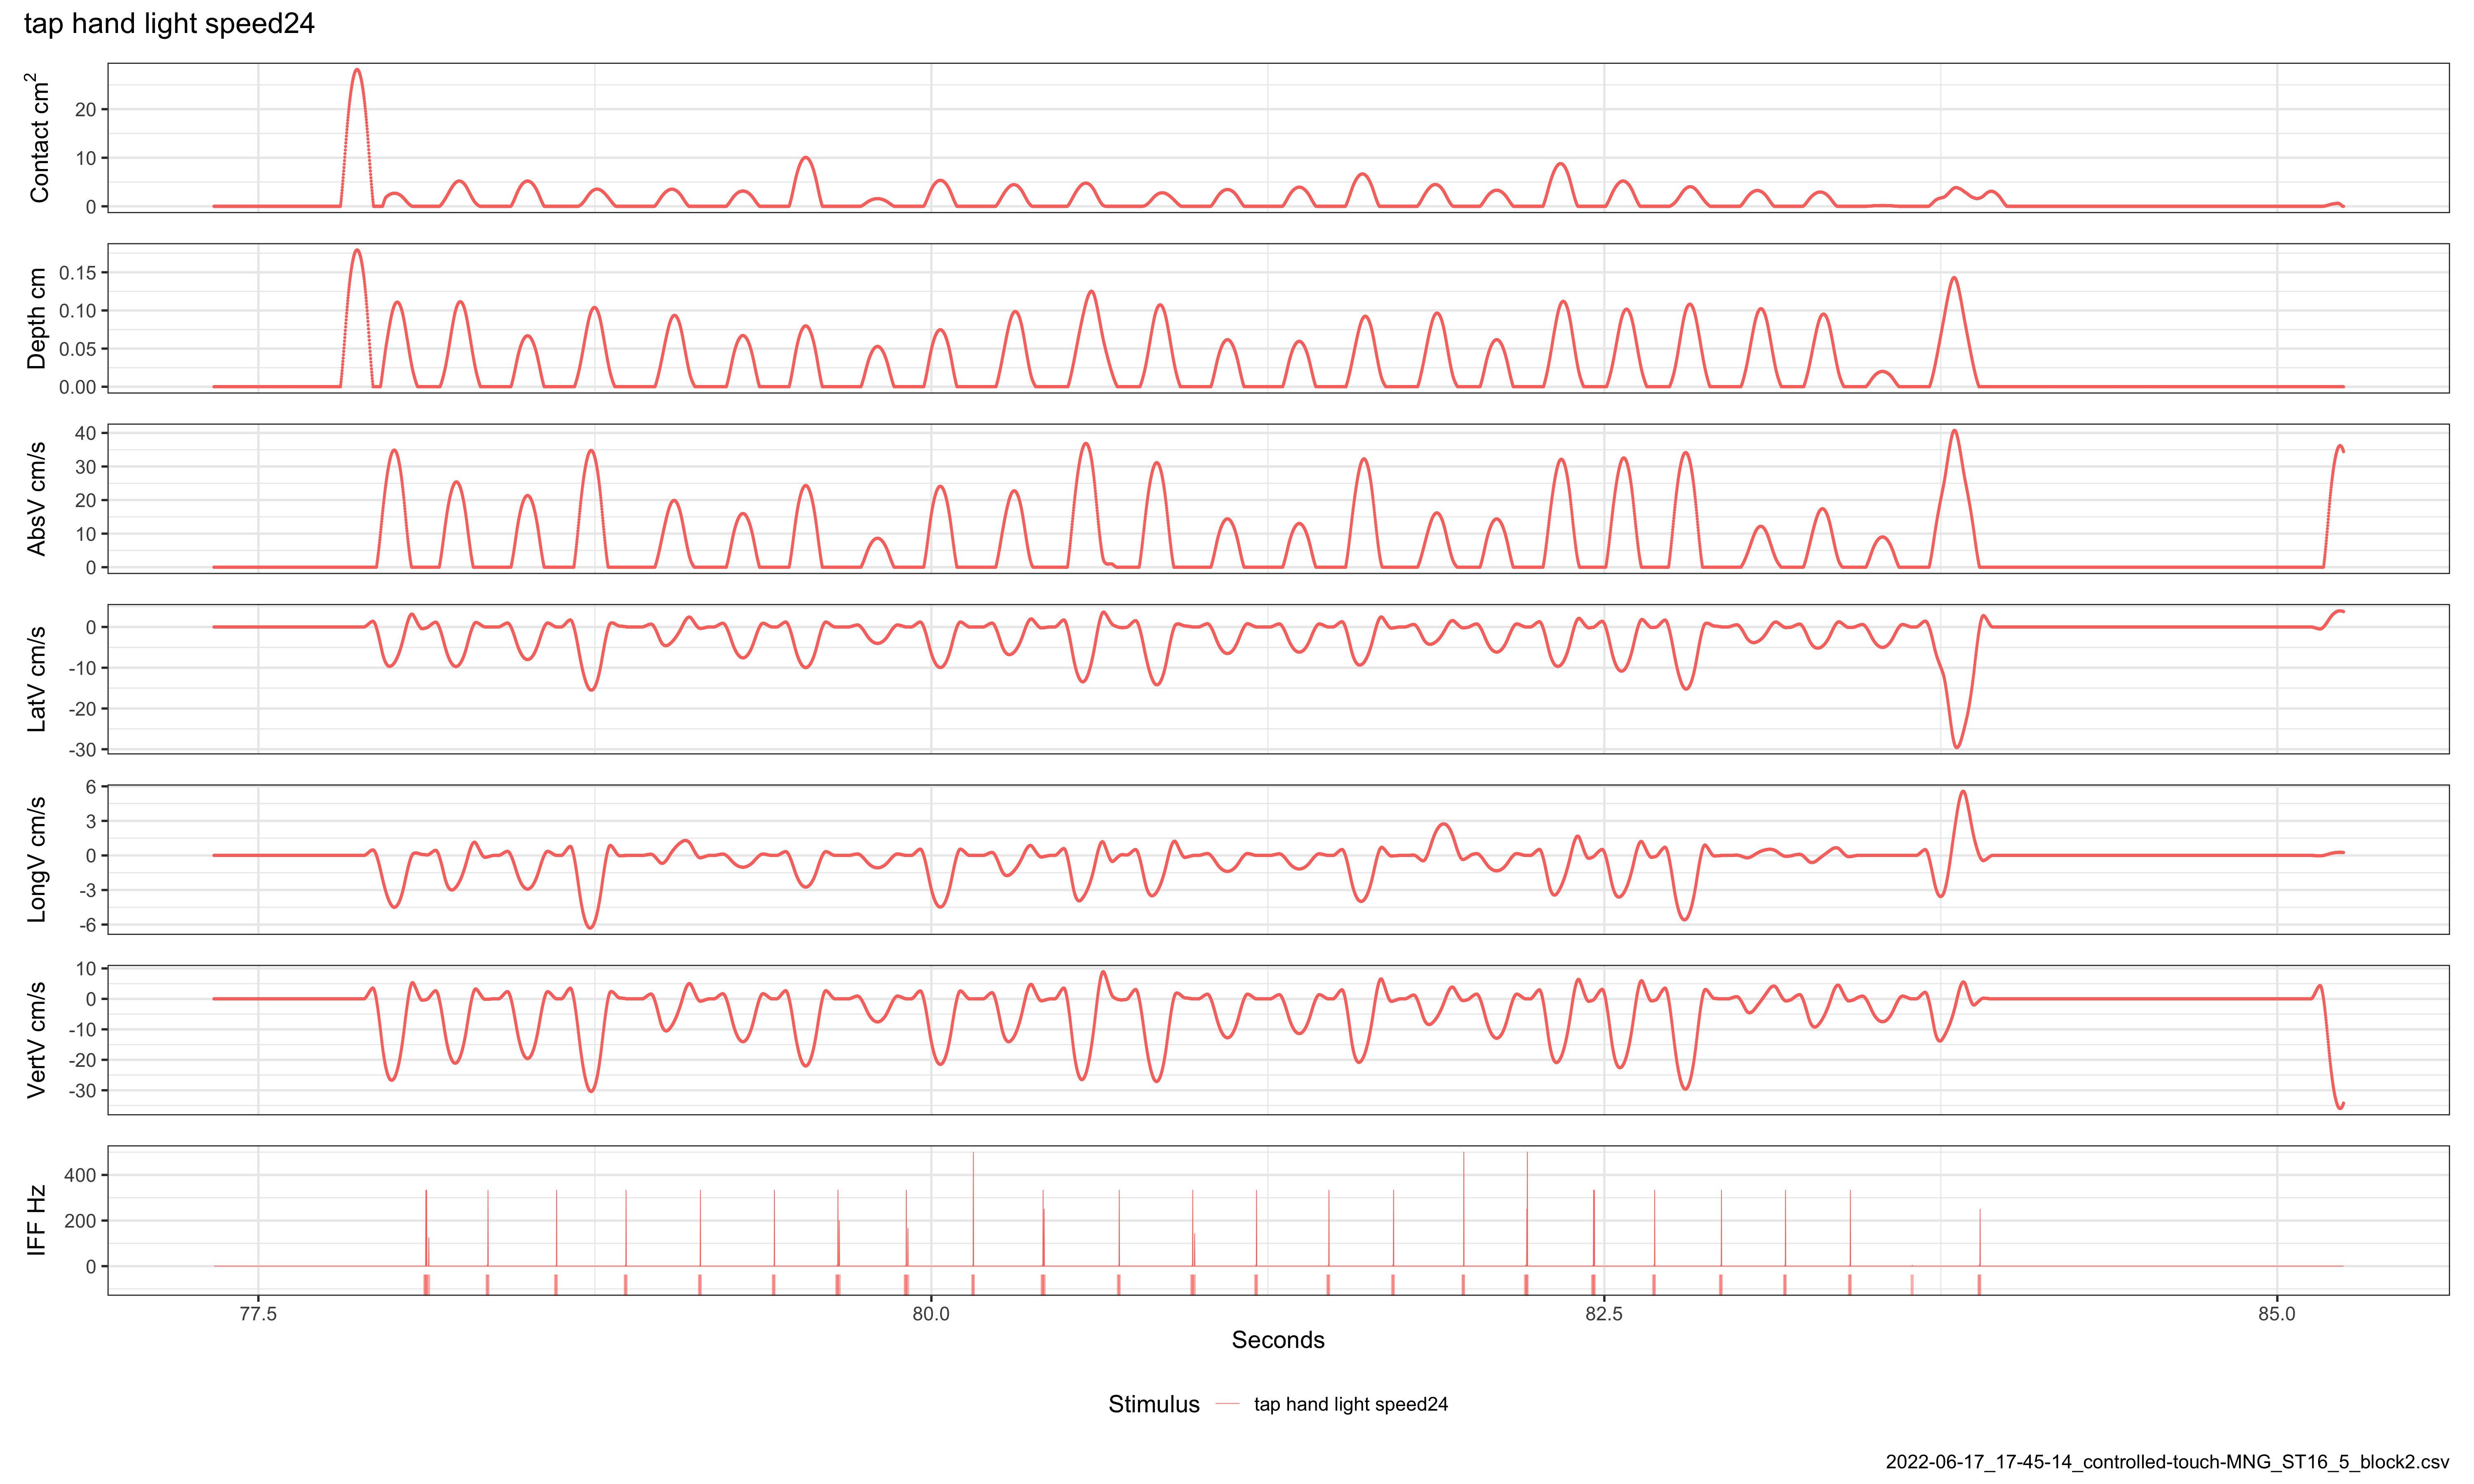 tap hand light speed24
Contact cm²
20
10
0
Depth cm
0.15
0.10
0.05
0.00
AbsV cm/s
40
30
20
10
0
LatV cm/s
0
-10
-20
-30
LongV cm/s
6
3
0
-3
-6
VertV cm/s
10
0
-10
-20
-30
IFF Hz
400
200
0
77.5 80.0 82.5 85.0
Seconds
Stimulus tap hand light speed24
2022-06-17_17-45-14_controlled-touch-MNG_ST16_5_block2.csv